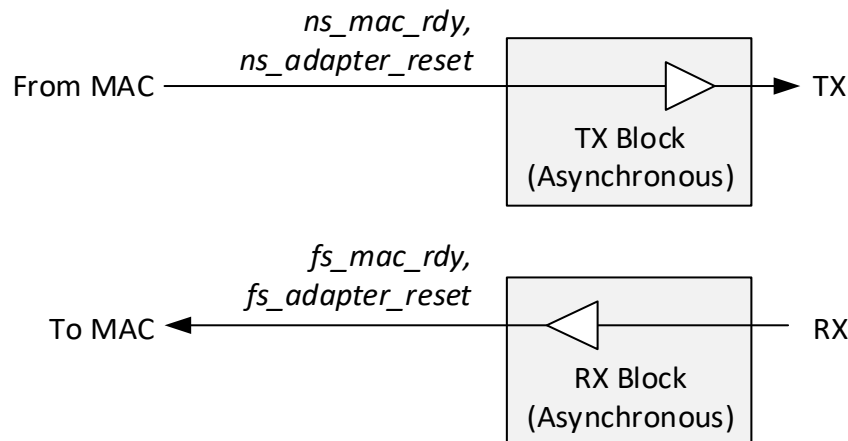 ns_mac_rdy,
ns_adapter_reset
From MAC
TX
TX Block
(Asynchronous)
fs_mac_rdy,
fs_adapter_reset
To MAC
RX
RX Block
(Asynchronous)